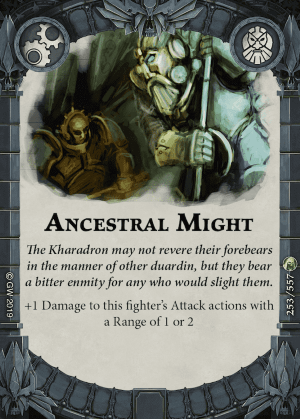 ANCESTRAL MIGHT
The Kharadron may not revere their forebears
in the manner of other duardin, but they bear
a bitter enmity for any who would slight them.
+1 Damage to this fighter's Attack actions with
a Range of 1 or 2
© GW 2019
253/557